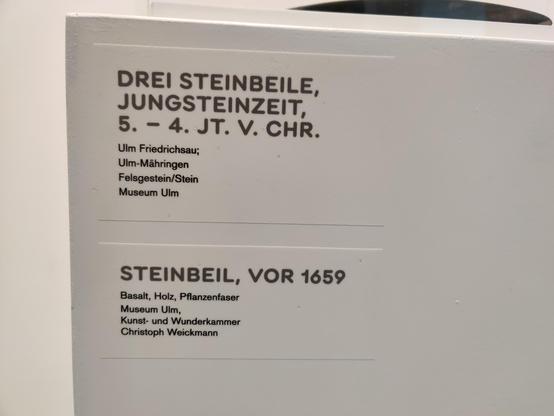 DREI STEINBEILE,
JUNGSTEINZEIT,
5. – 4. JT. V. CHR.
Ulm Friedrichsau;
Ulm-Mähringen
Felsgestein/Stein
Museum Ulm
STEINBEIL, VOR 1659
Basalt, Holz, Pflanzenfaser
Museum Ulm,
Kunst- und Wunderkammer
Christoph Weickmann